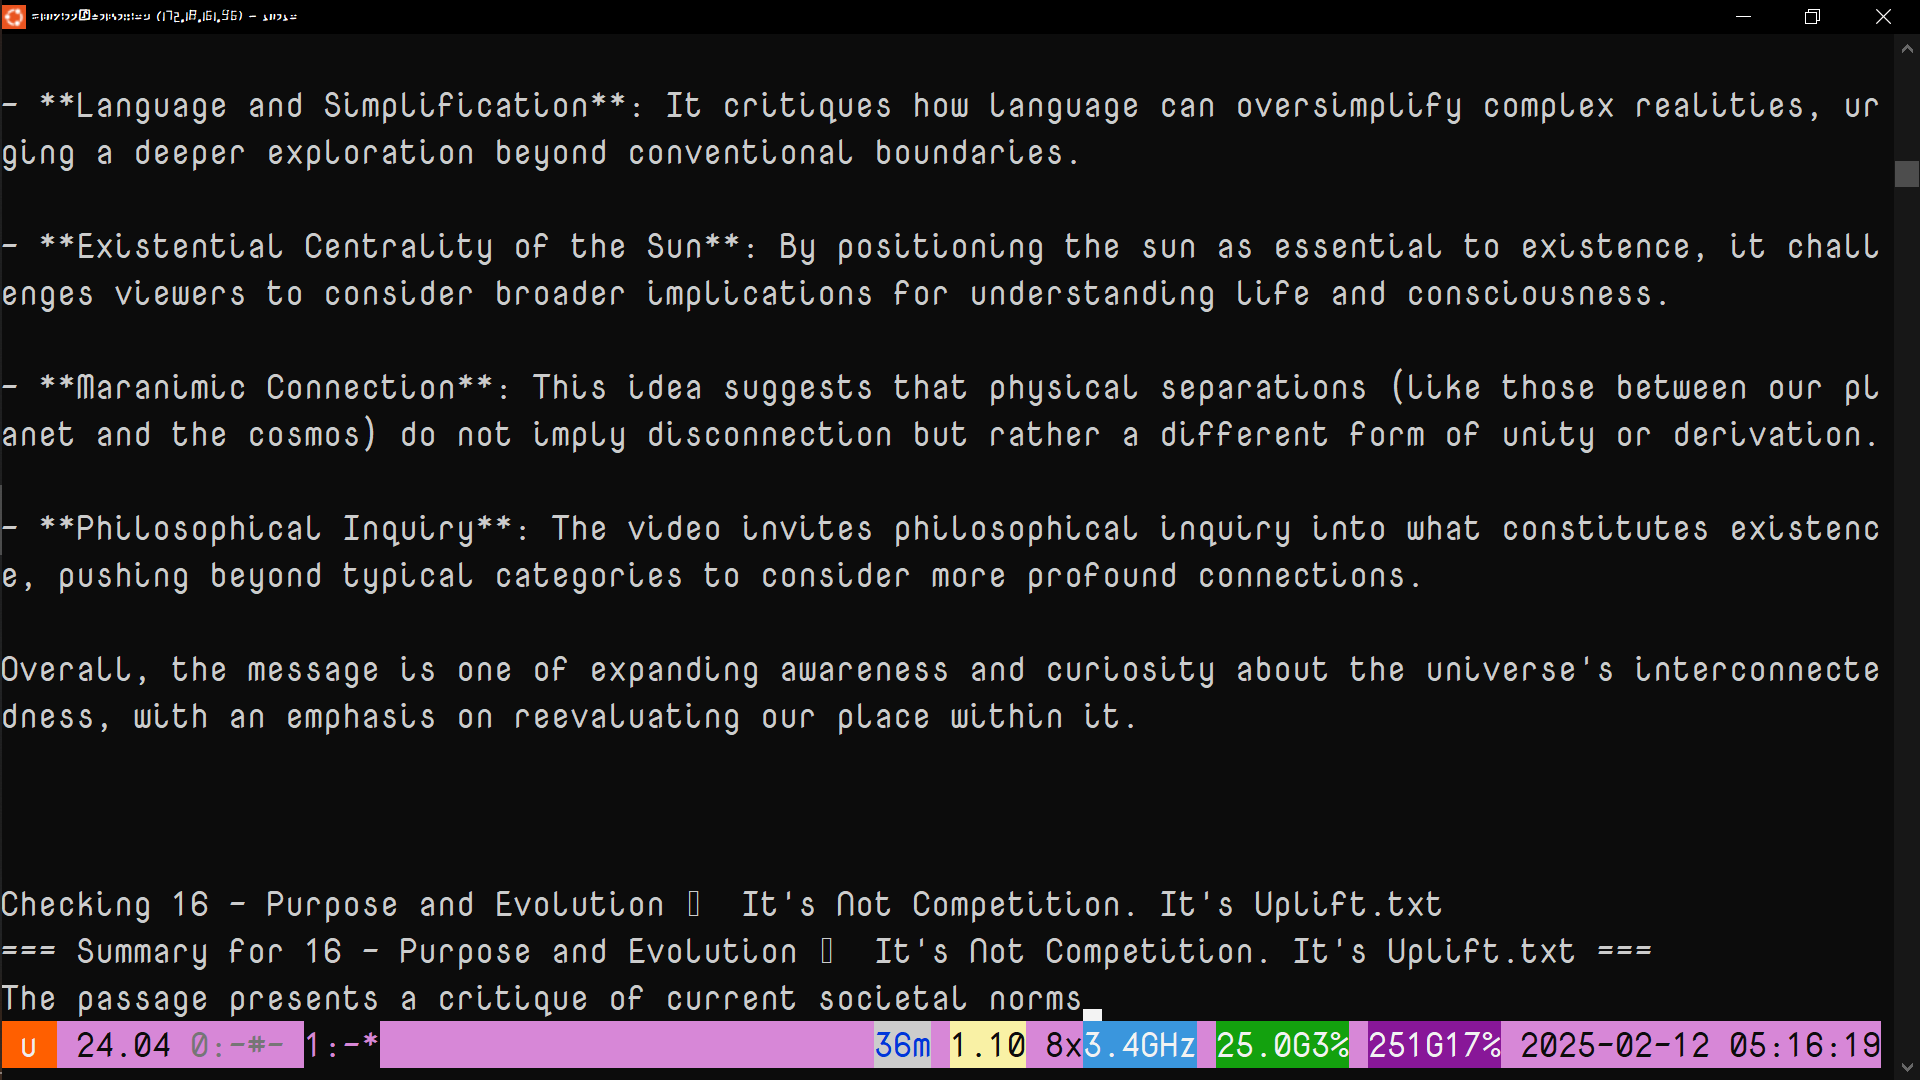 (172.18.161.96) -
- **Language and Simplification**: It critiques how language can oversimplify complex realities, ur
ging a deeper exploration beyond conventional boundaries.
- **Existential Centrality of the Sun**: By positioning the sun as essential to existence, it chall
enges viewers to consider broader implications for understanding life and consciousness.
- **Maranimic Connection**: This idea suggests that physical separations (like those between our pl
anet and the cosmos) do not imply disconnection but rather a different form of unity or derivation.
- **Philosophical Inquiry**: The video invites philosophical inquiry into what constitutes existenc
e, pushing beyond typical categories to consider more profound connections.
Overall, the message is one of expanding awareness and curiosity about the universe's interconnecte
dness, with an emphasis on reevaluating our place within it.
Checking 16 - Purpose and Evolution ▯  It's Not Competition. It's Uplift.txt
=== Summary for 16 - Purpose and Evolution ▯  It's Not Competition. It's Uplift.txt ===
The passage presents a critique of current societal norms
u 24.04 0:-#- 1:-* 36m 1.10 8x3.4GHz 25.0G3% 251G17% 2025-02-12 05:16:19